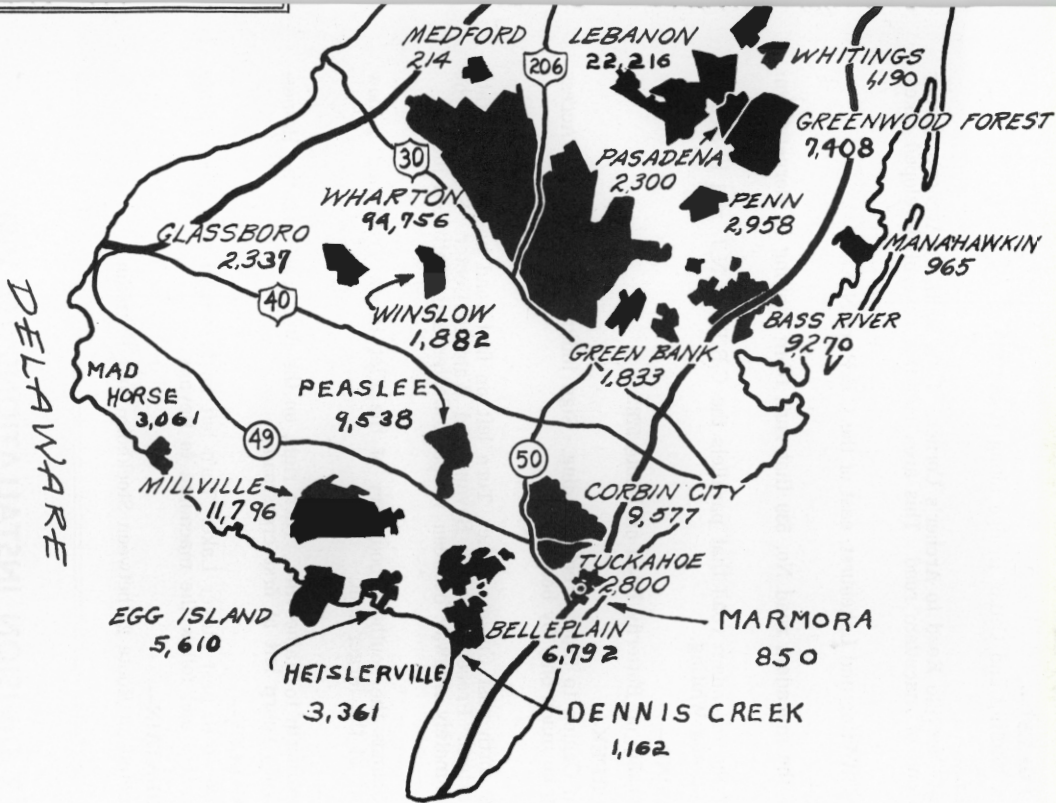 MEDFORD
214
206
LEBANON
22,216
WHITINGS
1,190
GREENWOOD FOREST
7,408
30
PASADENA
2,300
WHARTON
94,756
PENN
2,958
GLASSBORO
2,337
MANAHAWKIN
965
40
WINSLOW
1,882
BASS RIVER
9,270
GREEN BANK
1,833
MAD
HORSE
3,061
PEASLEE
9,538
49
50
MILLVILLE
11,796
CORBIN CITY
9,577
TUCKAHOE
2,800
EGG ISLAND
5,610
BELLEPLAIN
6,792
MARMORA
850
HEISLERVILLE
3,361
DENNIS CREEK
1,162
DELAWARE